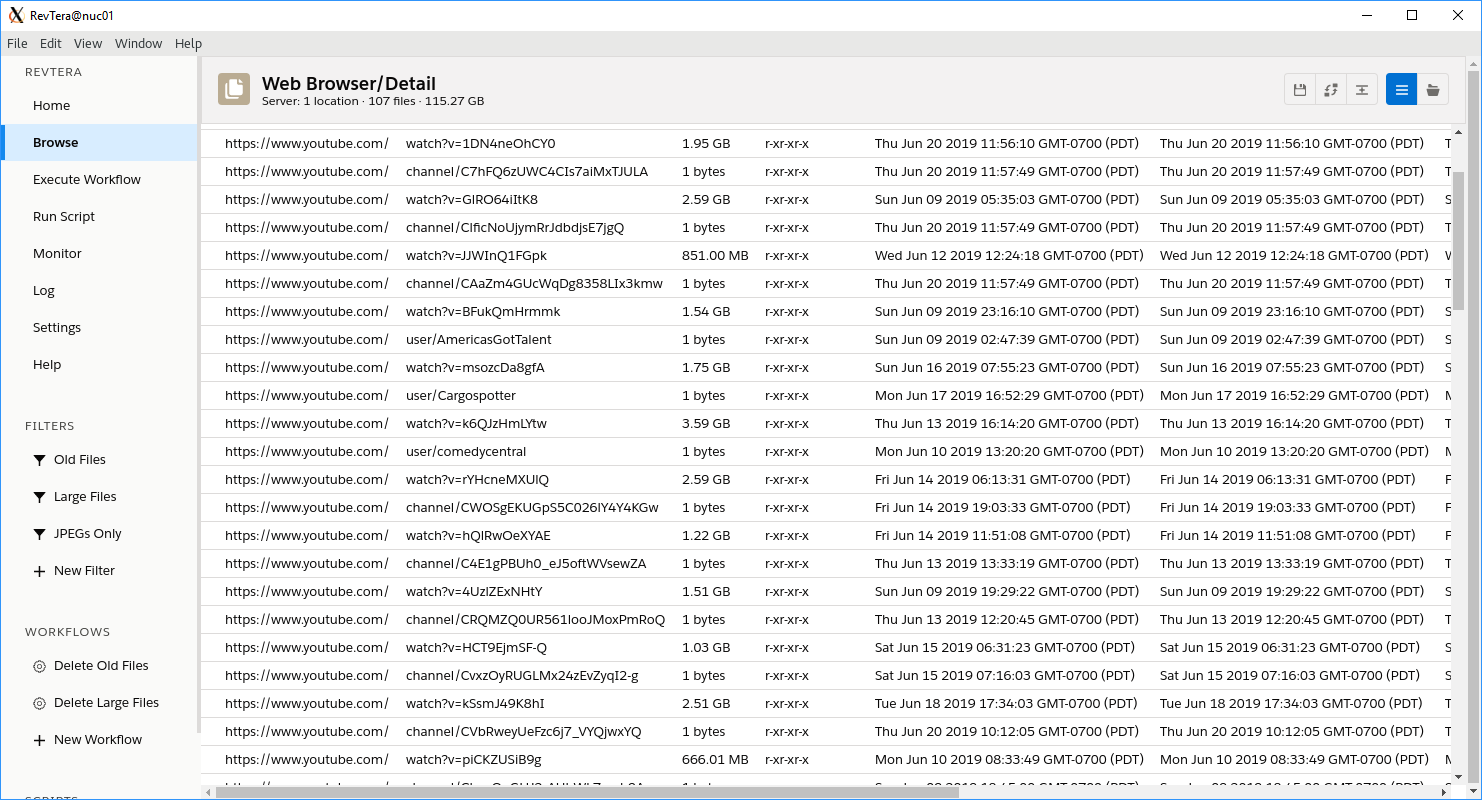 RevTera@nuc01
File Edit View Window Help
REVTERA
Home
Browse
Execute Workflow
Run Script
Monitor
Log
Settings
Help
FILTERS
Old Files
Large Files
JPEGs Only
New Filter
WORKFLOWS
Delete Old Files
Delete Large Files
New Workflow
Web Browser/Detail
Server: 1 location · 107 files · 115.27 GB
https://www.youtube.com/ watch?v=1DN4neOhCY0 1.95 GB r-xr-xr-x Thu Jun 20 2019 11:56:10 GMT-0700 (PDT) Thu Jun 20 2019 11:56:10 GMT-0700 (PDT) T
https://www.youtube.com/ channel/C7hFQ6zUWC4CIs7aiMxTJULA 1 bytes r-xr-xr-x Thu Jun 20 2019 11:57:49 GMT-0700 (PDT) Thu Jun 20 2019 11:57:49 GMT-0700 (PDT) T
https://www.youtube.com/ watch?v=GlRO64iItK8 2.59 GB r-xr-xr-x Sun Jun 09 2019 05:35:03 GMT-0700 (PDT) Sun Jun 09 2019 05:35:03 GMT-0700 (PDT) S
https://www.youtube.com/ channel/ClficNoUjymRrJdbdjsE7jgQ 1 bytes r-xr-xr-x Thu Jun 20 2019 11:57:49 GMT-0700 (PDT) Thu Jun 20 2019 11:57:49 GMT-0700 (PDT) T
https://www.youtube.com/ watch?v=JJWInQ1FGpk 851.00 MB r-xr-xr-x Wed Jun 12 2019 12:24:18 GMT-0700 (PDT) Wed Jun 12 2019 12:24:18 GMT-0700 (PDT)
https://www.youtube.com/ channel/CAaZm4GUcWqDg8358LIx3kmw 1 bytes r-xr-xr-x Thu Jun 20 2019 11:57:49 GMT-0700 (PDT) Thu Jun 20 2019 11:57:49 GMT-0700 (PDT) T
https://www.youtube.com/ watch?v=BFukQmHrmmk 1.54 GB r-xr-xr-x Sun Jun 09 2019 23:16:10 GMT-0700 (PDT) Sun Jun 09 2019 23:16:10 GMT-0700 (PDT) S
https://www.youtube.com/ user/AmericasGotTalent 1 bytes r-xr-xr-x Sun Jun 09 2019 02:47:39 GMT-0700 (PDT) Sun Jun 09 2019 02:47:39 GMT-0700 (PDT) S
https://www.youtube.com/ watch?v=msozcDa8gfA 1.75 GB r-xr-xr-x Sun Jun 16 2019 07:55:23 GMT-0700 (PDT) Sun Jun 16 2019 07:55:23 GMT-0700 (PDT) S
https://www.youtube.com/ user/Cargospotter 1 bytes r-xr-xr-x Mon Jun 17 2019 16:52:29 GMT-0700 (PDT) Mon Jun 17 2019 16:52:29 GMT-0700 (PDT)
https://www.youtube.com/ watch?v=k6QJzHmLYtw 3.59 GB r-xr-xr-x Thu Jun 13 2019 16:14:20 GMT-0700 (PDT) Thu Jun 13 2019 16:14:20 GMT-0700 (PDT) T
https://www.youtube.com/ user/comedycentral 1 bytes r-xr-xr-x Mon Jun 10 2019 13:20:20 GMT-0700 (PDT) Mon Jun 10 2019 13:20:20 GMT-0700 (PDT)
https://www.youtube.com/ watch?v=rYHcneMXUIQ 2.59 GB r-xr-xr-x Fri Jun 14 2019 06:13:31 GMT-0700 (PDT) Fri Jun 14 2019 06:13:31 GMT-0700 (PDT) F
https://www.youtube.com/ channel/CWOSgEKUGpS5C026lY4Y4KGw 1 bytes r-xr-xr-x Fri Jun 14 2019 19:03:33 GMT-0700 (PDT) Fri Jun 14 2019 19:03:33 GMT-0700 (PDT) F
https://www.youtube.com/ watch?v=hQlRwOeXYAE 1.22 GB r-xr-xr-x Fri Jun 14 2019 11:51:08 GMT-0700 (PDT) Fri Jun 14 2019 11:51:08 GMT-0700 (PDT) F
https://www.youtube.com/ channel/C4E1gPBUh0_eJ5oftWVsewZA 1 bytes r-xr-xr-x Thu Jun 13 2019 13:33:19 GMT-0700 (PDT) Thu Jun 13 2019 13:33:19 GMT-0700 (PDT) T
https://www.youtube.com/ watch?v=4UzlZExNHtY 1.51 GB r-xr-xr-x Sun Jun 09 2019 19:29:22 GMT-0700 (PDT) Sun Jun 09 2019 19:29:22 GMT-0700 (PDT) S
https://www.youtube.com/ channel/CRQMZQ0UR561looJMoxPmRoQ 1 bytes r-xr-xr-x Thu Jun 13 2019 12:20:45 GMT-0700 (PDT) Thu Jun 13 2019 12:20:45 GMT-0700 (PDT) T
https://www.youtube.com/ watch?v=HCT9EjmSF-Q 1.03 GB r-xr-xr-x Sat Jun 15 2019 06:31:23 GMT-0700 (PDT) Sat Jun 15 2019 06:31:23 GMT-0700 (PDT) S
https://www.youtube.com/ channel/CvxzOyRUGLMx24zEvZyqI2-g 1 bytes r-xr-xr-x Sat Jun 15 2019 07:16:03 GMT-0700 (PDT) Sat Jun 15 2019 07:16:03 GMT-0700 (PDT) S
https://www.youtube.com/ watch?v=kSsmJ49K8hI 2.51 GB r-xr-xr-x Tue Jun 18 2019 17:34:03 GMT-0700 (PDT) Tue Jun 18 2019 17:34:03 GMT-0700 (PDT) T
https://www.youtube.com/ channel/CVbRweyUeFzc6j7_VYQjwxYQ 1 bytes r-xr-xr-x Thu Jun 20 2019 10:12:05 GMT-0700 (PDT) Thu Jun 20 2019 10:12:05 GMT-0700 (PDT) T
https://www.youtube.com/ watch?v=piCKZUSiB9g 666.01 MB r-xr-xr-x Mon Jun 10 2019 08:33:49 GMT-0700 (PDT) Mon Jun 10 2019 08:33:49 GMT-0700 (PDT)